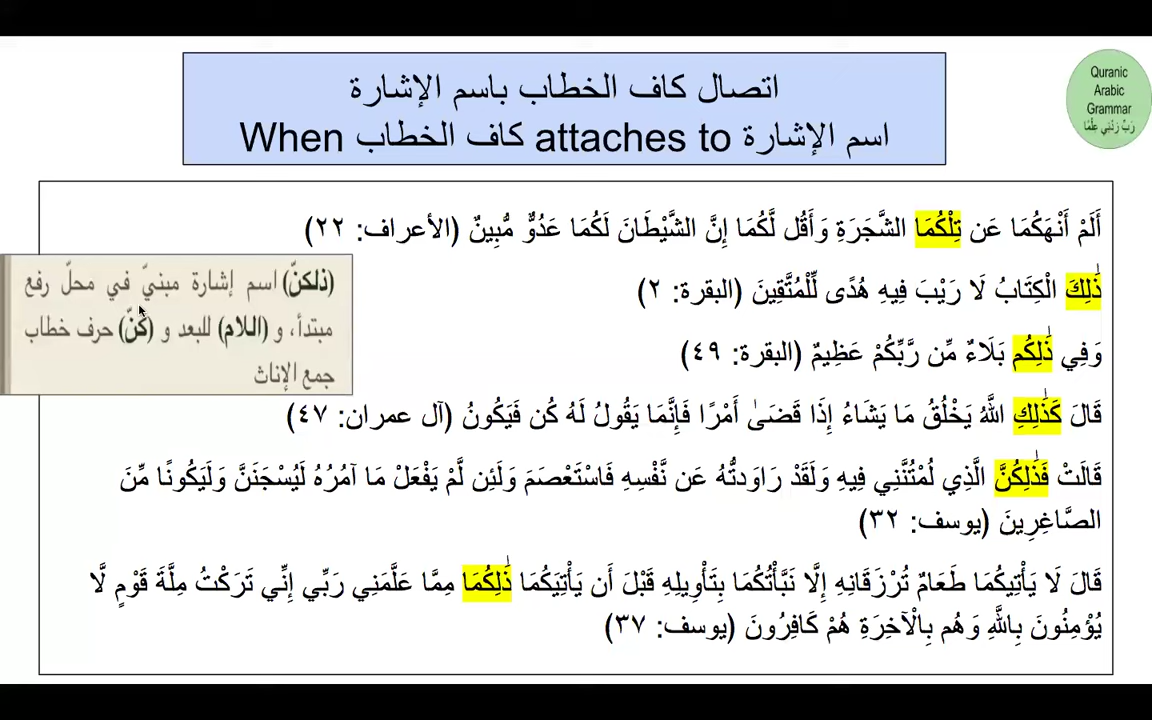 اتصال كاف الخطاب باسم الإشارة
When كاف الخطاب attaches to اسم الإشارة
Quranic
Arabic
Grammar
رَبِّ زِدْنِي عِلْمًا
أَلَمْ أَنْهَكُمَا عَن تِلْكُمَا الشَّجَرَةِ وَأَقُل لَّكُمَا إِنَّ الشَّيْطَانَ لَكُمَا عَدُوٌّ مُّبِينٌ (الأعراف: ٢٢)
ذَٰلِكَ الْكِتَابُ لَا رَيْبَ فِيهِ هُدًى لِّلْمُتَّقِينَ (البقرة: ٢)
وَفِي ذَٰلِكُم بَلَاءٌ مِّن رَّبِّكُمْ عَظِيمٌ (البقرة: ٤٩)
قَالَ كَذَٰلِكِ اللَّهُ يَخْلُقُ مَا يَشَاءُ إِذَا قَضَىٰ أَمْرًا فَإِنَّمَا يَقُولُ لَهُ كُن فَيَكُونُ (آل عمران: ٤٧)
قَالَتْ فَذَٰلِكُنَّ الَّذِي لُمْتُنَّنِي فِيهِ وَلَقَدْ رَاوَدتُّهُ عَن نَّفْسِهِ فَاسْتَعْصَمَ وَلَئِن لَّمْ يَفْعَلْ مَا آمُرُهُ لَيُسْجَنَنَّ وَلَيَكُونًا مِّنَ
الصَّاغِرِينَ (يوسف: ٣٢)
قَالَ لَا يَأْتِيكُمَا طَعَامٌ تُرْزَقَانِهِ إِلَّا نَبَّأْتُكُمَا بِتَأْوِيلِهِ قَبْلَ أَن يَأْتِيَكُمَا ذَٰلِكُمَا مِمَّا عَلَّمَنِي رَبِّي إِنِّي تَرَكْتُ مِلَّةَ قَوْمٍ لَّا
يُؤْمِنُونَ بِاللَّهِ وَهُم بِالْآخِرَةِ هُمْ كَافِرُونَ (يوسف: ٣٧)
(ذلكنّ) اسم إشارة مبنيّ في محلّ رفع
مبتدأ، و (اللام) للبعد و (كُنّ) حرف خطاب
جمع الإناث